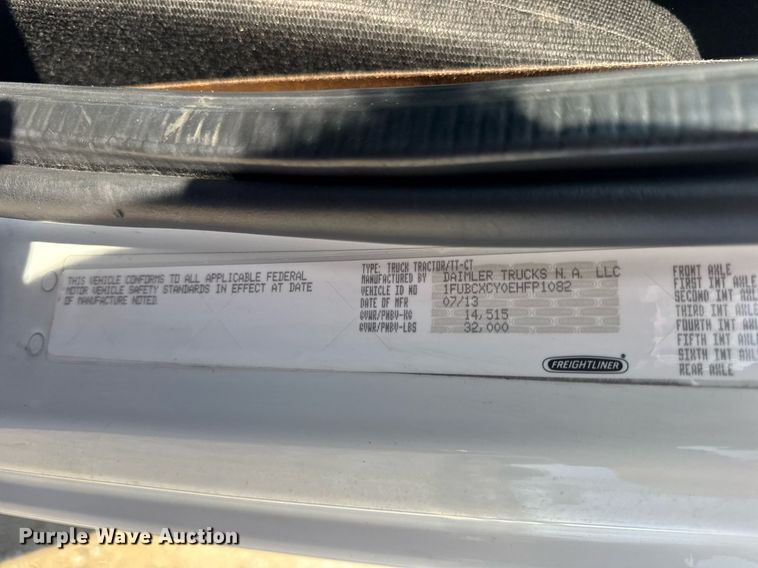 THIS VEHICLE CONFORMS TO ALL APPLICABLE FEDERAL
MOTOR VEHICLE SAFETY STANDARDS IN EFFECT AT DATE
OF MANUFACTURE NOTED.
TYPE: TRUCK TRACTOR/TT-CT
MANUFACTURED BY DAIMLER TRUCKS N.A. LLC
VEHICLE ID NO 1FUBCXCY0EHFP1082
DATE OF MFR 07/13
GVWR/PNBV-KG 14,515
GVWR/PNBV-LBS 32,000
FREIGHTLINER
FRONT AXLE
FIRST INT AXLE
SECOND INT AXLE
THIRD INT AXLE
FOURTH INT AXLE
FIFTH INT AXLE
SIXTH INT AXLE
REAR AXLE
Purple Wave Auction®